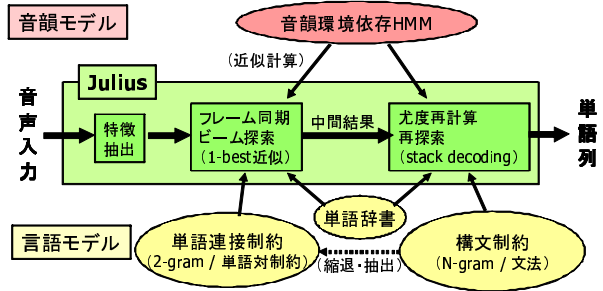 音韻モデル
音韻環境依存HMM
(近似計算)
Julius
音声入力
特徴
抽出
フレーム同期
ビーム探索
(1-best近似)
中間結果
尤度再計算
再探索
(stack decoding)
単語列
単語辞書
言語モデル
単語連接制約
(2-gram / 単語対制約)
(縮退・抽出)
構文制約
(N-gram / 文法)